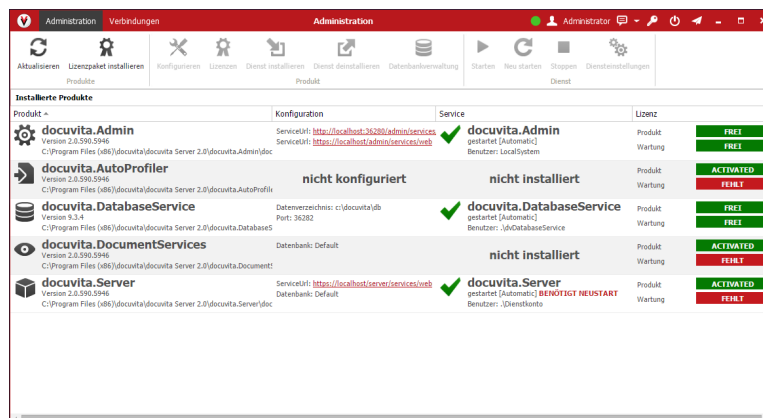 Administration Verbindungen Administration Administrator
Aktualisieren Lizenzpaket installieren Konfigurieren Lizenzen Dienst installieren Dienst deinstallieren Datenbankverwaltung Starten Neu starten Stoppen Diensteinstellungen
Produkte Produkt Dienst
Installierte Produkte
Produkt Konfiguration Service Lizenz
docuvita.Admin
Version 2.0.590.5946
C:\Program Files (x86)\docuvita\docuvita Server 2.0\docuvita.Admin\doc
ServiceUrl: http://localhost:36280/admin/services
ServiceUrl: https://localhost/admin/services/web
docuvita.Admin
gestartet [Automatic]
Benutzer: LocalSystem
Produkt FREI
Wartung FREI
docuvita.AutoProfiler
Version 2.0.590.5946
C:\Program Files (x86)\docuvita\docuvita Server 2.0\docuvita.AutoProfile
nicht konfiguriert
nicht installiert
Produkt ACTIVATED
Wartung FEHLT
docuvita.DatabaseService
Version 9.3.4
C:\Program Files (x86)\docuvita\docuvita Server 2.0\docuvita.DatabaseS
Datenverzeichnis: c:\docuvita\db
Port: 36282
docuvita.DatabaseService
gestartet [Automatic]
Benutzer: .\dvDatabaseService
Produkt FREI
Wartung FREI
docuvita.DocumentServices
Version 2.0.590.5946
C:\Program Files (x86)\docuvita\docuvita Server 2.0\docuvita.Document
Datenbank: Default
nicht installiert
Produkt ACTIVATED
Wartung FEHLT
docuvita.Server
Version 2.0.590.5946
C:\Program Files (x86)\docuvita\docuvita Server 2.0\docuvita.Server\doc
ServiceUrl: https://localhost/server/services/web
Datenbank: Default
docuvita.Server
gestartet [Automatic] BENÖTIGT NEUSTART
Benutzer: .\Dienstkonto
Produkt ACTIVATED
Wartung FEHLT